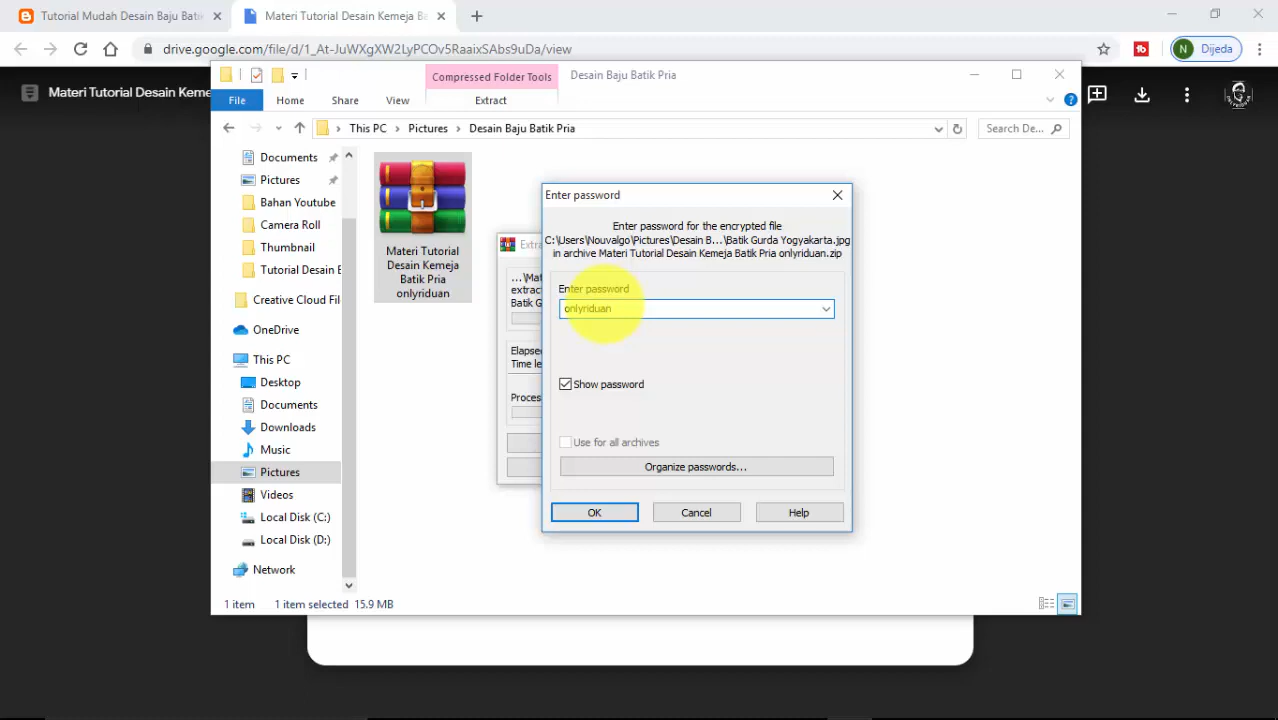 Tutorial Mudah Desain Baju Bati
Materi Tutorial Desain Kemeja Ba
drive.google.com/file/d/1_At-JuWXgXW2LyPCOv5RaaixSAbs9uDa/view
N Dijeda
Materi Tutorial Desain Keme
Compressed Folder Tools
Desain Baju Batik Pria
File
Home
Share
View
Extract
This PC
Pictures
Desain Baju Batik Pria
Search De...
Documents
Pictures
Bahan Youtube
Camera Roll
Thumbnail
Tutorial Desain B
Creative Cloud Fil
OneDrive
This PC
Desktop
Documents
Downloads
Music
Pictures
Videos
Local Disk (C:)
Local Disk (D:)
Network
Materi Tutorial
Desain Kemeja
Batik Pria
onlyriduan
Extra
...\Mat
extrac
Batik G
Elapsed
Time le
Proces
Enter password
Enter password for the encrypted file
C:\Users\Nouvalgo\Pictures\Desain B...\Batik Gurda Yogyakarta.jpg
in archive Materi Tutorial Desain Kemeja Batik Pria onlyriduan.zip
Enter password
onlyriduan
Show password
Use for all archives
Organize passwords...
OK
Cancel
Help
1 item
1 item selected 15.9 MB